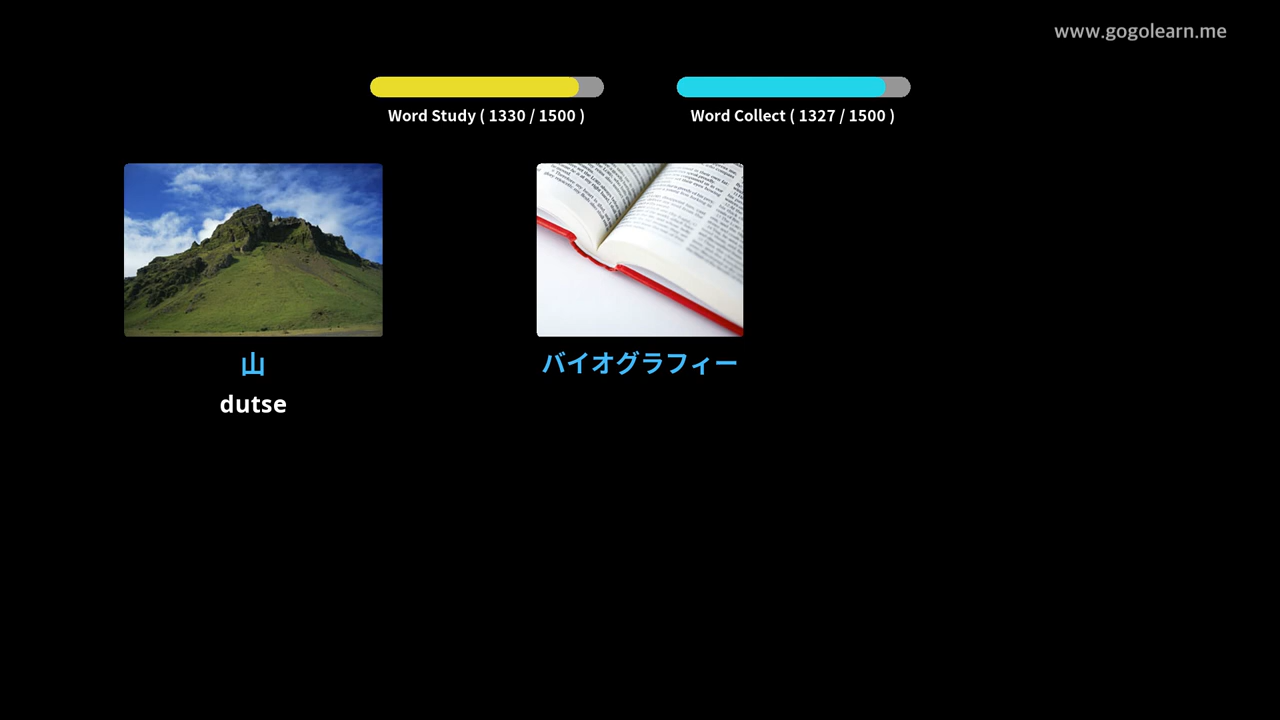 www.gogolearn.me
Word Study ( 1330 / 1500 )
Word Collect ( 1327 / 1500 )
山
バイオグラフィー
dutse